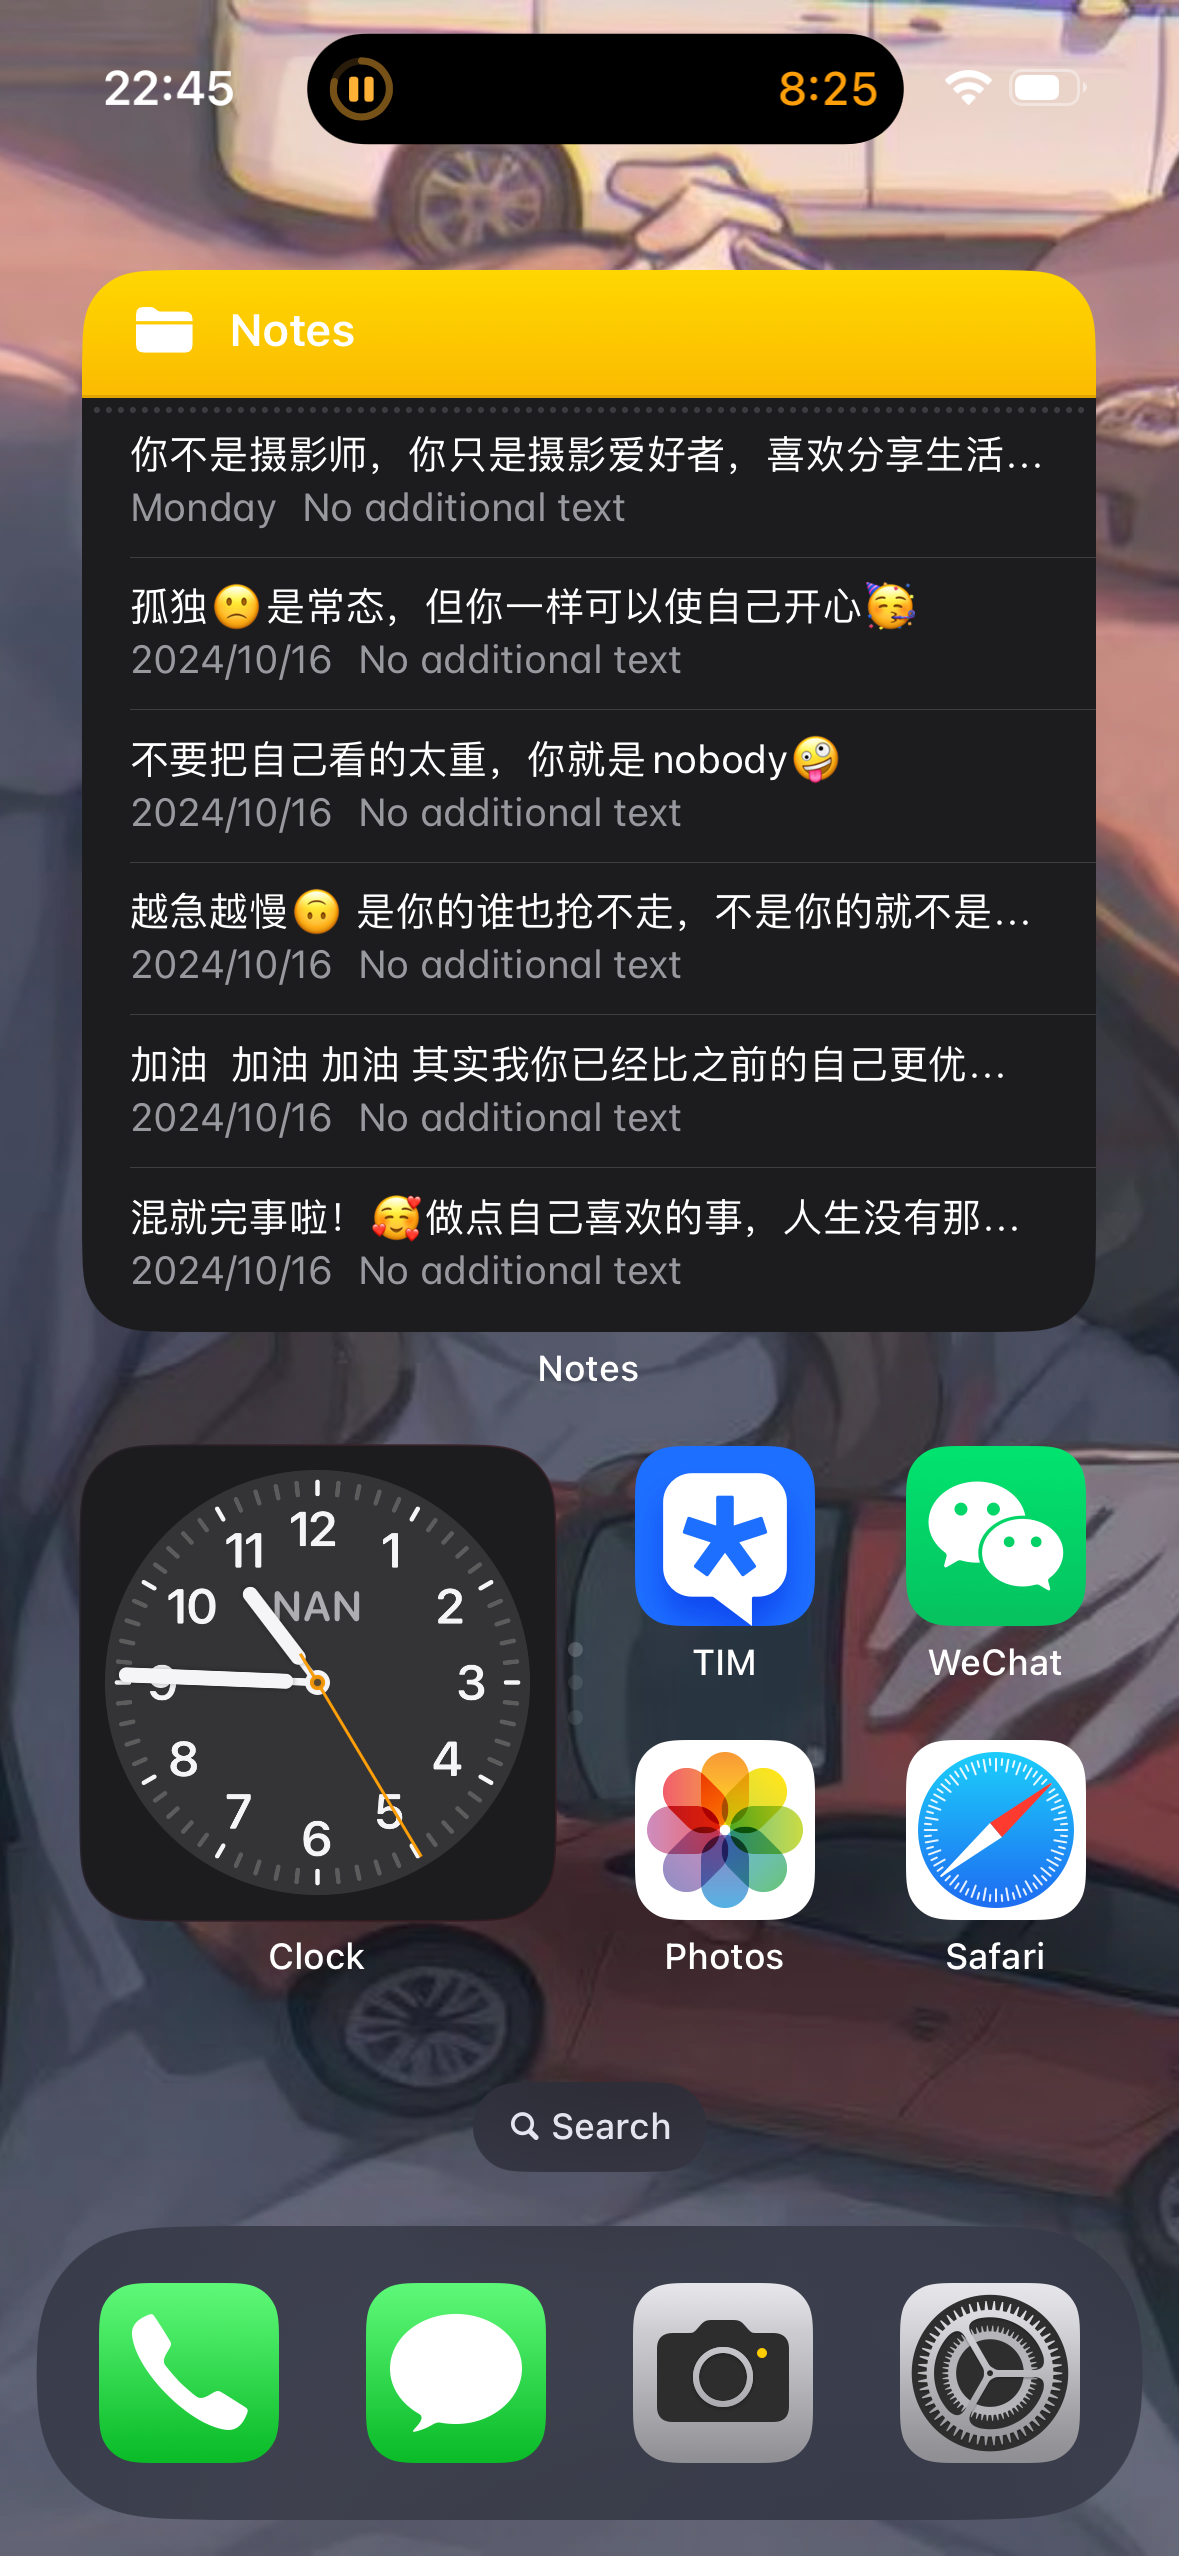 22:45
8:25
Notes
你不是摄影师，你只是摄影爱好者，喜欢分享生活...
Monday No additional text
孤独🙁是常态，但你一样可以使自己开心🥳
2024/10/16 No additional text
不要把自己看的太重，你就是nobody🤪
2024/10/16 No additional text
越急越慢🙃 是你的谁也抢不走，不是你的就不是...
2024/10/16 No additional text
加油 加油 加油 其实我你已经比之前的自己更优...
2024/10/16 No additional text
混就完事啦！🥰做点自己喜欢的事，人生没有那...
2024/10/16 No additional text
Notes
12
11
1
10
NAN
2
9
3
8
4
7
5
6
Clock
TIM
WeChat
Photos
Safari
Search